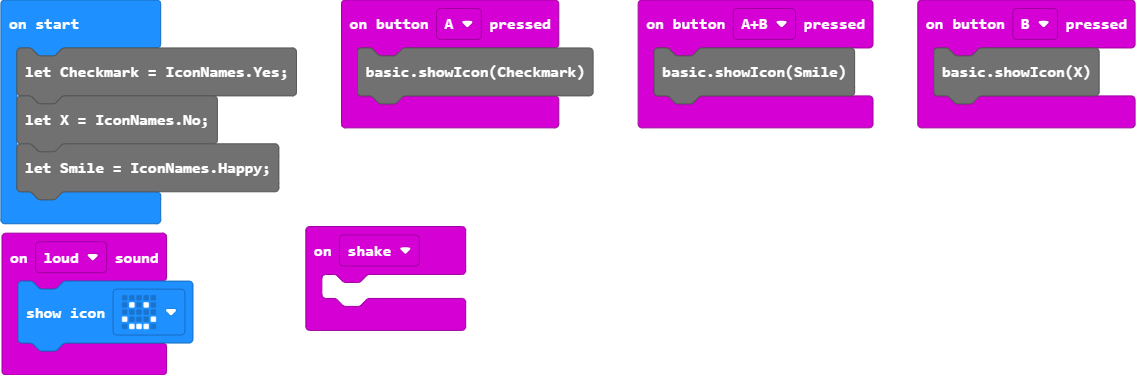 on start
let Checkmark = IconNames.Yes;
let X = IconNames.No;
let Smile = IconNames.Happy;
on button A pressed
basic.showIcon(Checkmark)
on button A+B pressed
basic.showIcon(Smile)
on button B pressed
basic.showIcon(X)
on loud sound
show icon
on shake